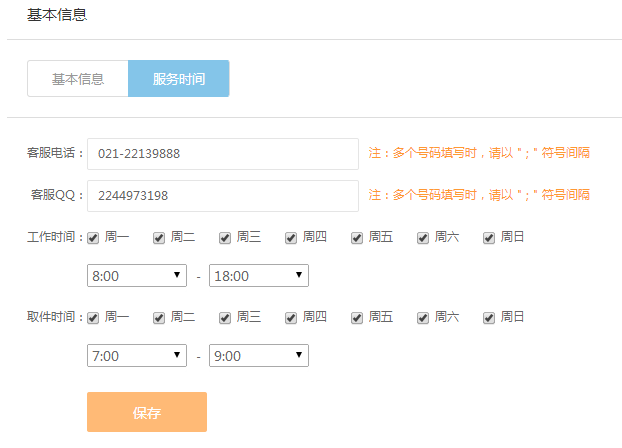 基本信息
基本信息 服务时间
客服电话： 021-22139888 注：多个号码填写时，请以 " ; " 符号间隔
客服QQ： 2244973198 注：多个号码填写时，请以 " ; " 符号间隔
工作时间： 周一 周二 周三 周四 周五 周六 周日
8:00 - 18:00
取件时间： 周一 周二 周三 周四 周五 周六 周日
7:00 - 9:00
保存